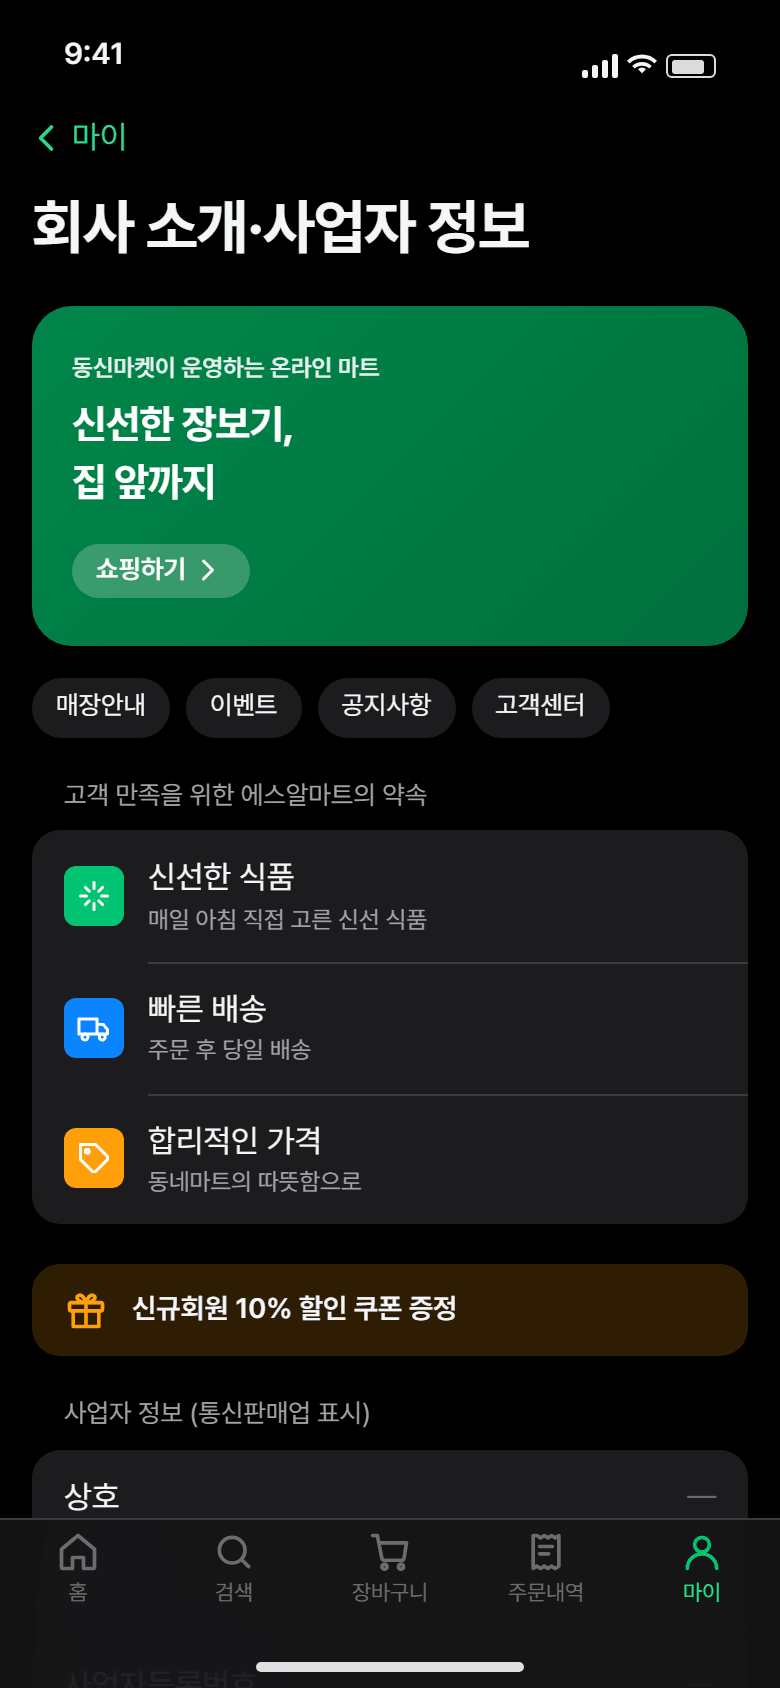 9:41
마이
회사 소개·사업자 정보
동신마켓이 운영하는 온라인 마트
신선한 장보기,
집 앞까지
쇼핑하기
매장안내 이벤트 공지사항 고객센터
고객 만족을 위한 에스알마트의 약속
신선한 식품
매일 아침 직접 고른 신선 식품
빠른 배송
주문 후 당일 배송
합리적인 가격
동네마트의 따뜻함으로
신규회원 10% 할인 쿠폰 증정
사업자 정보 (통신판매업 표시)
상호 —
홈 검색 장바구니 주문내역 마이
사업자등록번호